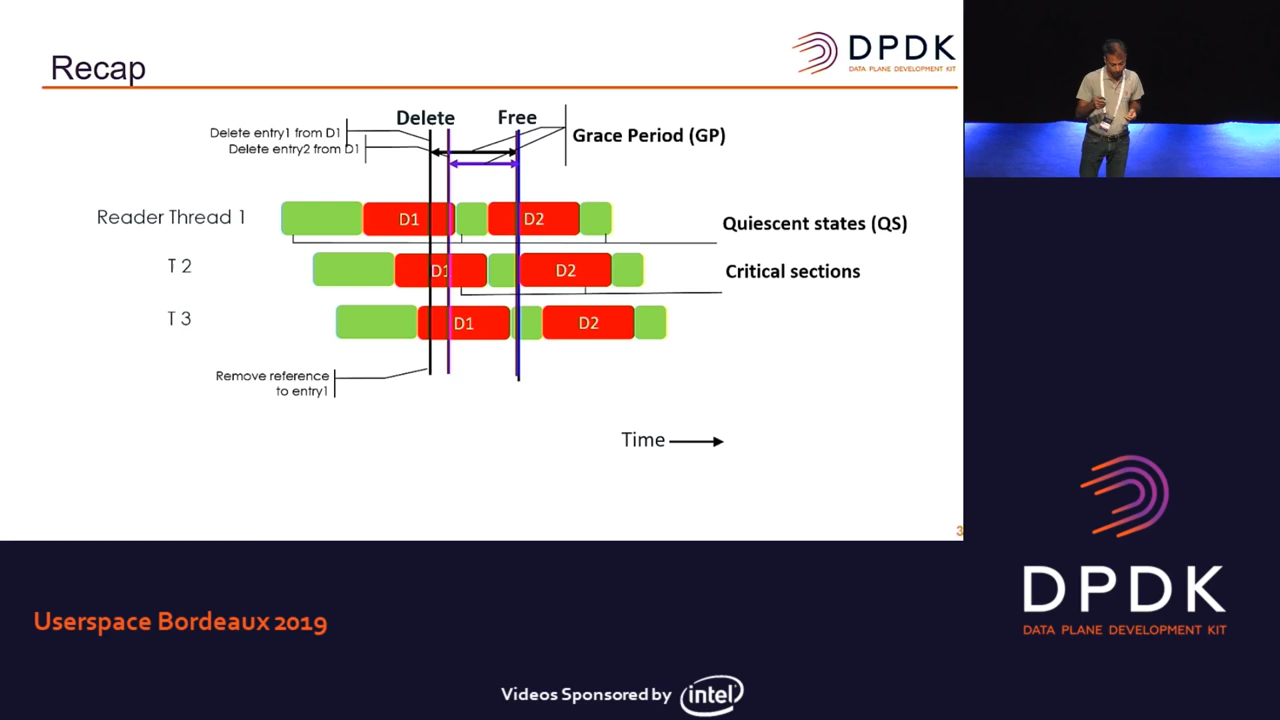 Recap
DPDK
DATA PLANE DEVELOPMENT KIT
Delete
Free
Delete entry1 from D1
Delete entry2 from D1
Grace Period (GP)
Reader Thread 1
D1
D2
Quiescent states (QS)
T 2
D1
D2
Critical sections
T 3
D1
D2
Remove reference
to entry1
Time
3
DPDK
DATA PLANE DEVELOPMENT KIT
Userspace Bordeaux 2019
Videos Sponsored by intel